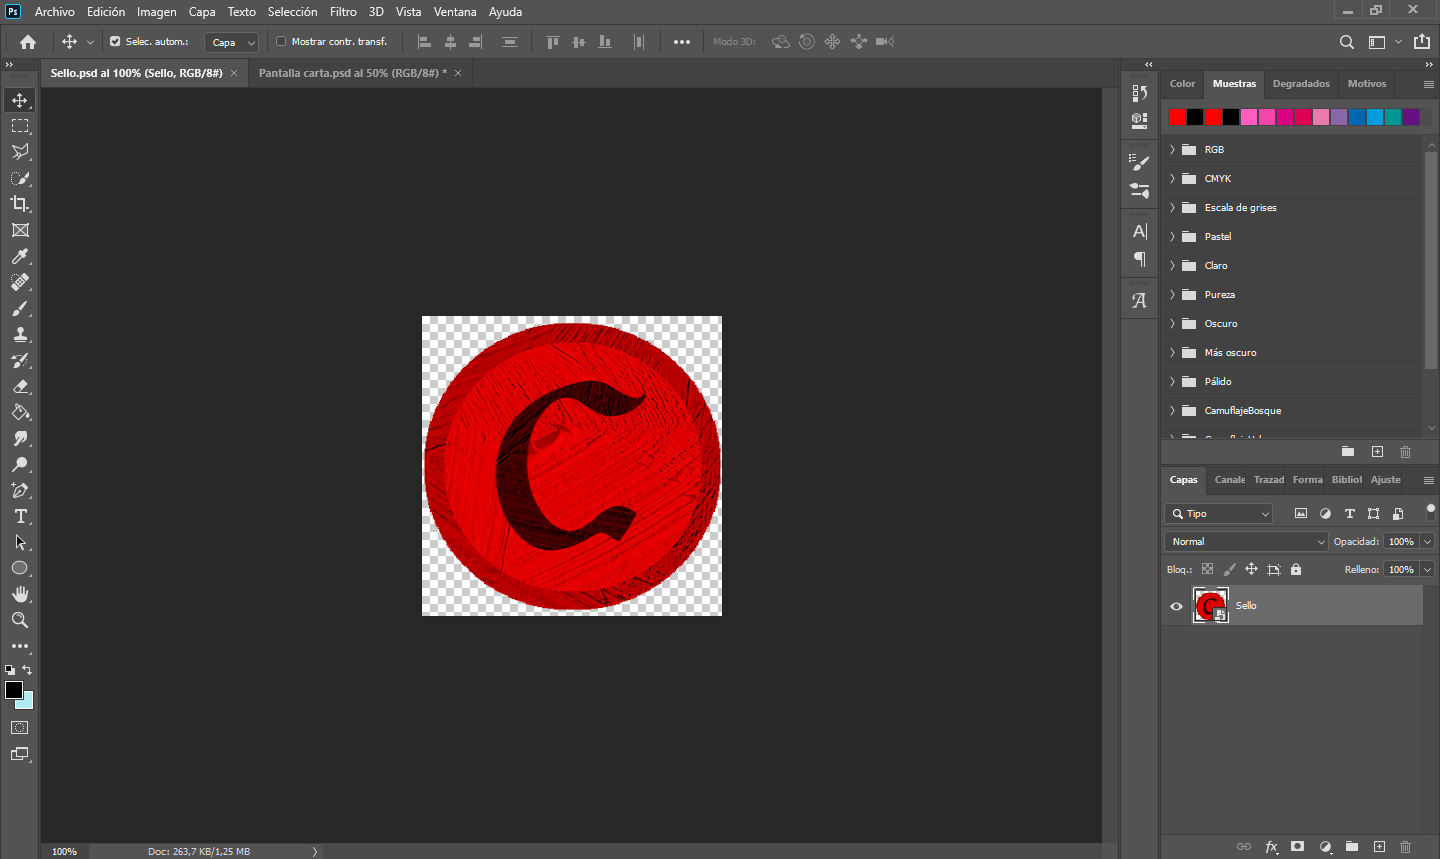 Ps Archivo Edición Imagen Capa Texto Selección Filtro 3D Vista Ventana Ayuda
Selec. autom.: Capa Mostrar contr. transf. Modo 3D:
Sello.psd al 100% (Sello, RGB/8#) Pantalla carta.psd al 50% (RGB/8#) *
Color Muestras Degradados Motivos
RGB
CMYK
Escala de grises
Pastel
Claro
Pureza
Oscuro
Más oscuro
Pálido
CamuflajeBosque
C
Capas Canale Trazad Forma Bibliot Ajuste
Tipo
Normal Opacidad: 100%
Bloq.: Relleno: 100%
Sello
fx
100% Doc: 263,7 KB/1,25 MB